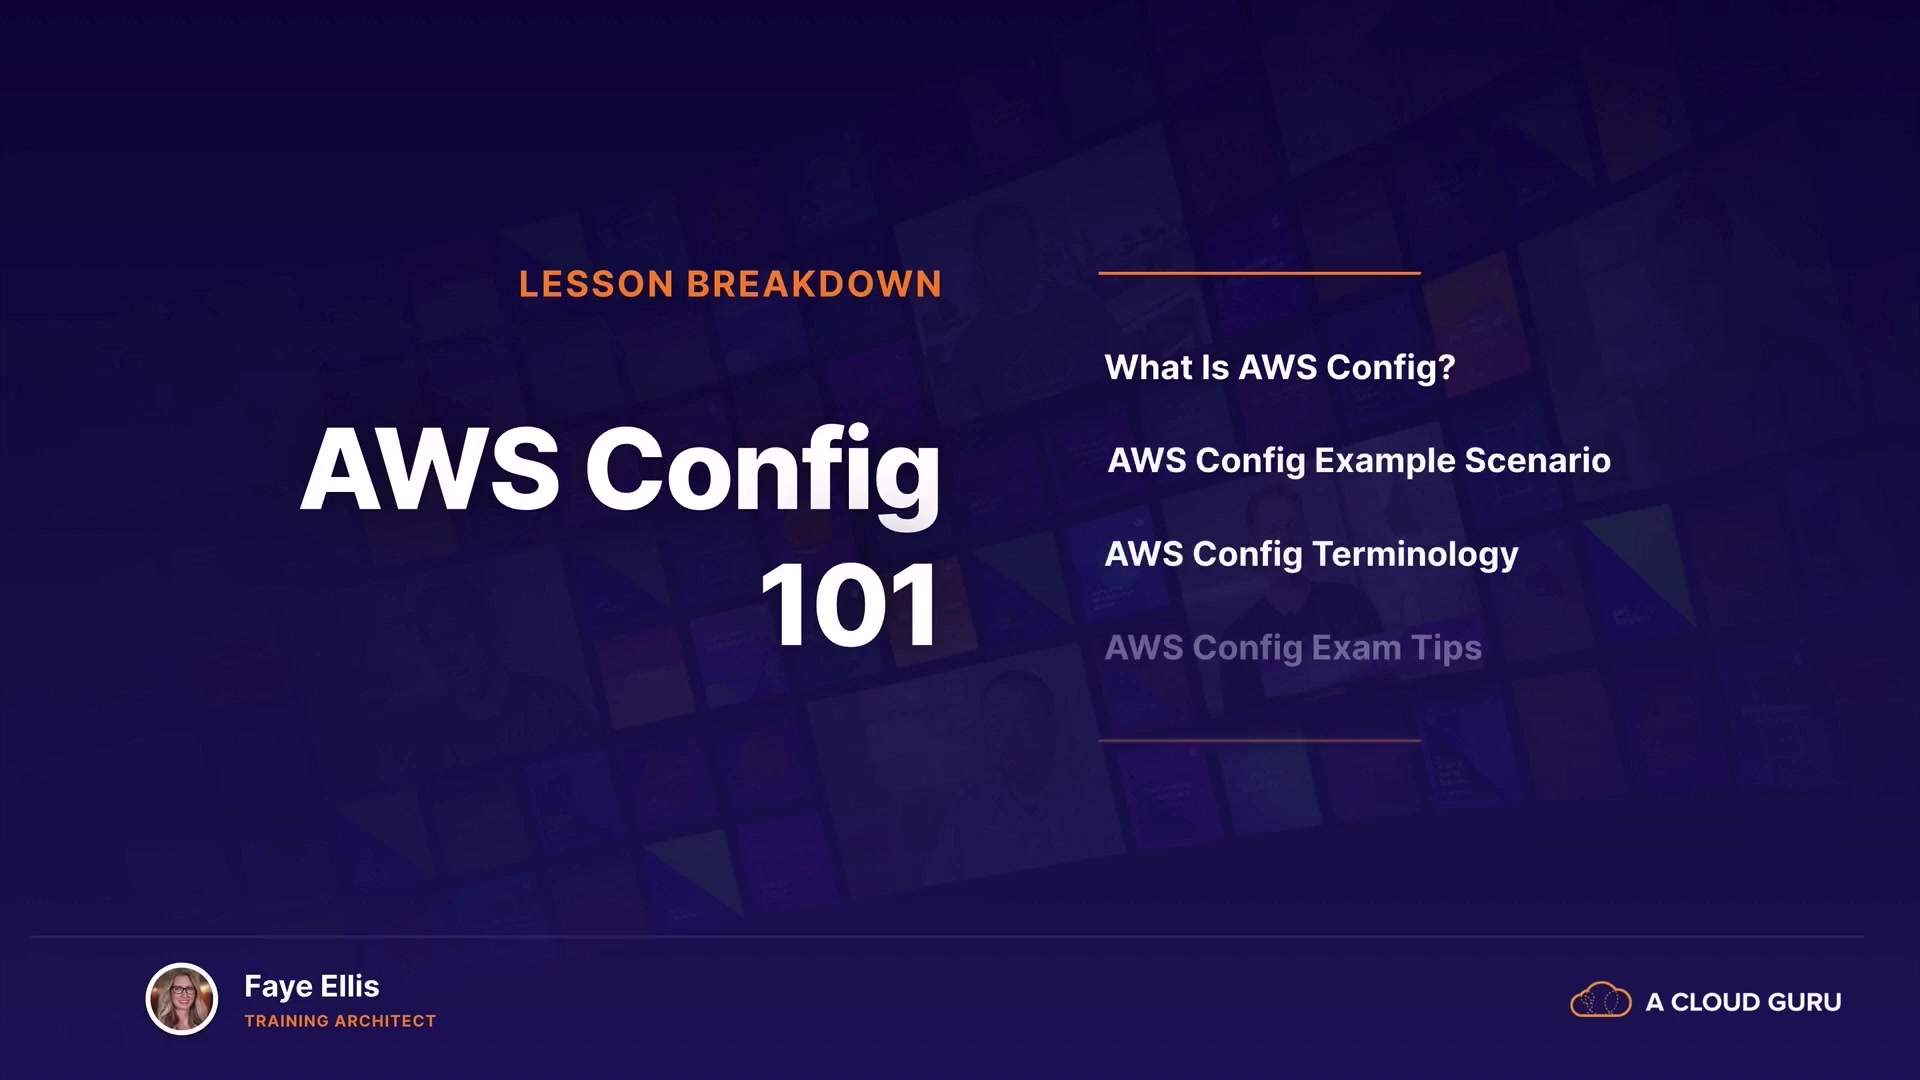 LESSON BREAKDOWN
AWS Config
101
What Is AWS Config?
AWS Config Example Scenario
AWS Config Terminology
AWS Config Exam Tips
Faye Ellis
TRAINING ARCHITECT
A CLOUD GURU